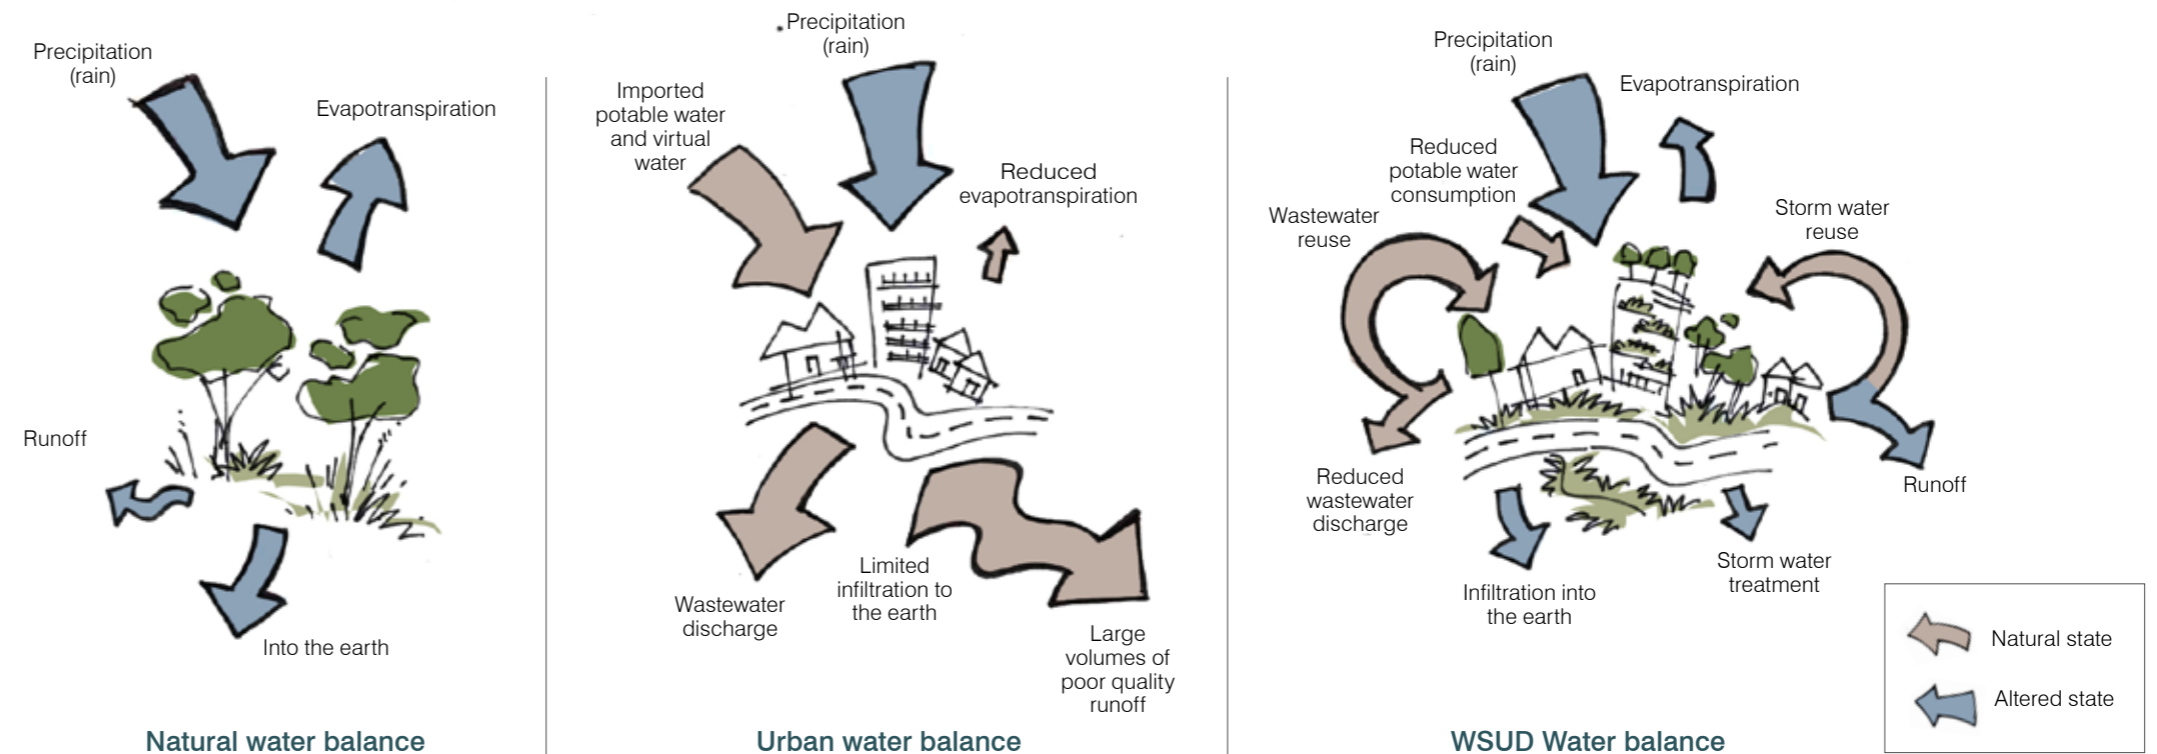 Precipitation
(rain)
Evapotranspiration
Runoff
Into the earth
Natural water balance
Precipitation
(rain)
Imported
potable water
and virtual
water
Reduced
evapotranspiration
Wastewater
discharge
Limited
infiltration to
the earth
Large
volumes of
poor quality
runoff
Urban water balance
Precipitation
(rain)
Evapotranspiration
Reduced
potable water
consumption
Wastewater
reuse
Storm water
reuse
Reduced
wastewater
discharge
Runoff
Infiltration into
the earth
Storm water
treatment
WSUD Water balance
Natural state
Altered state